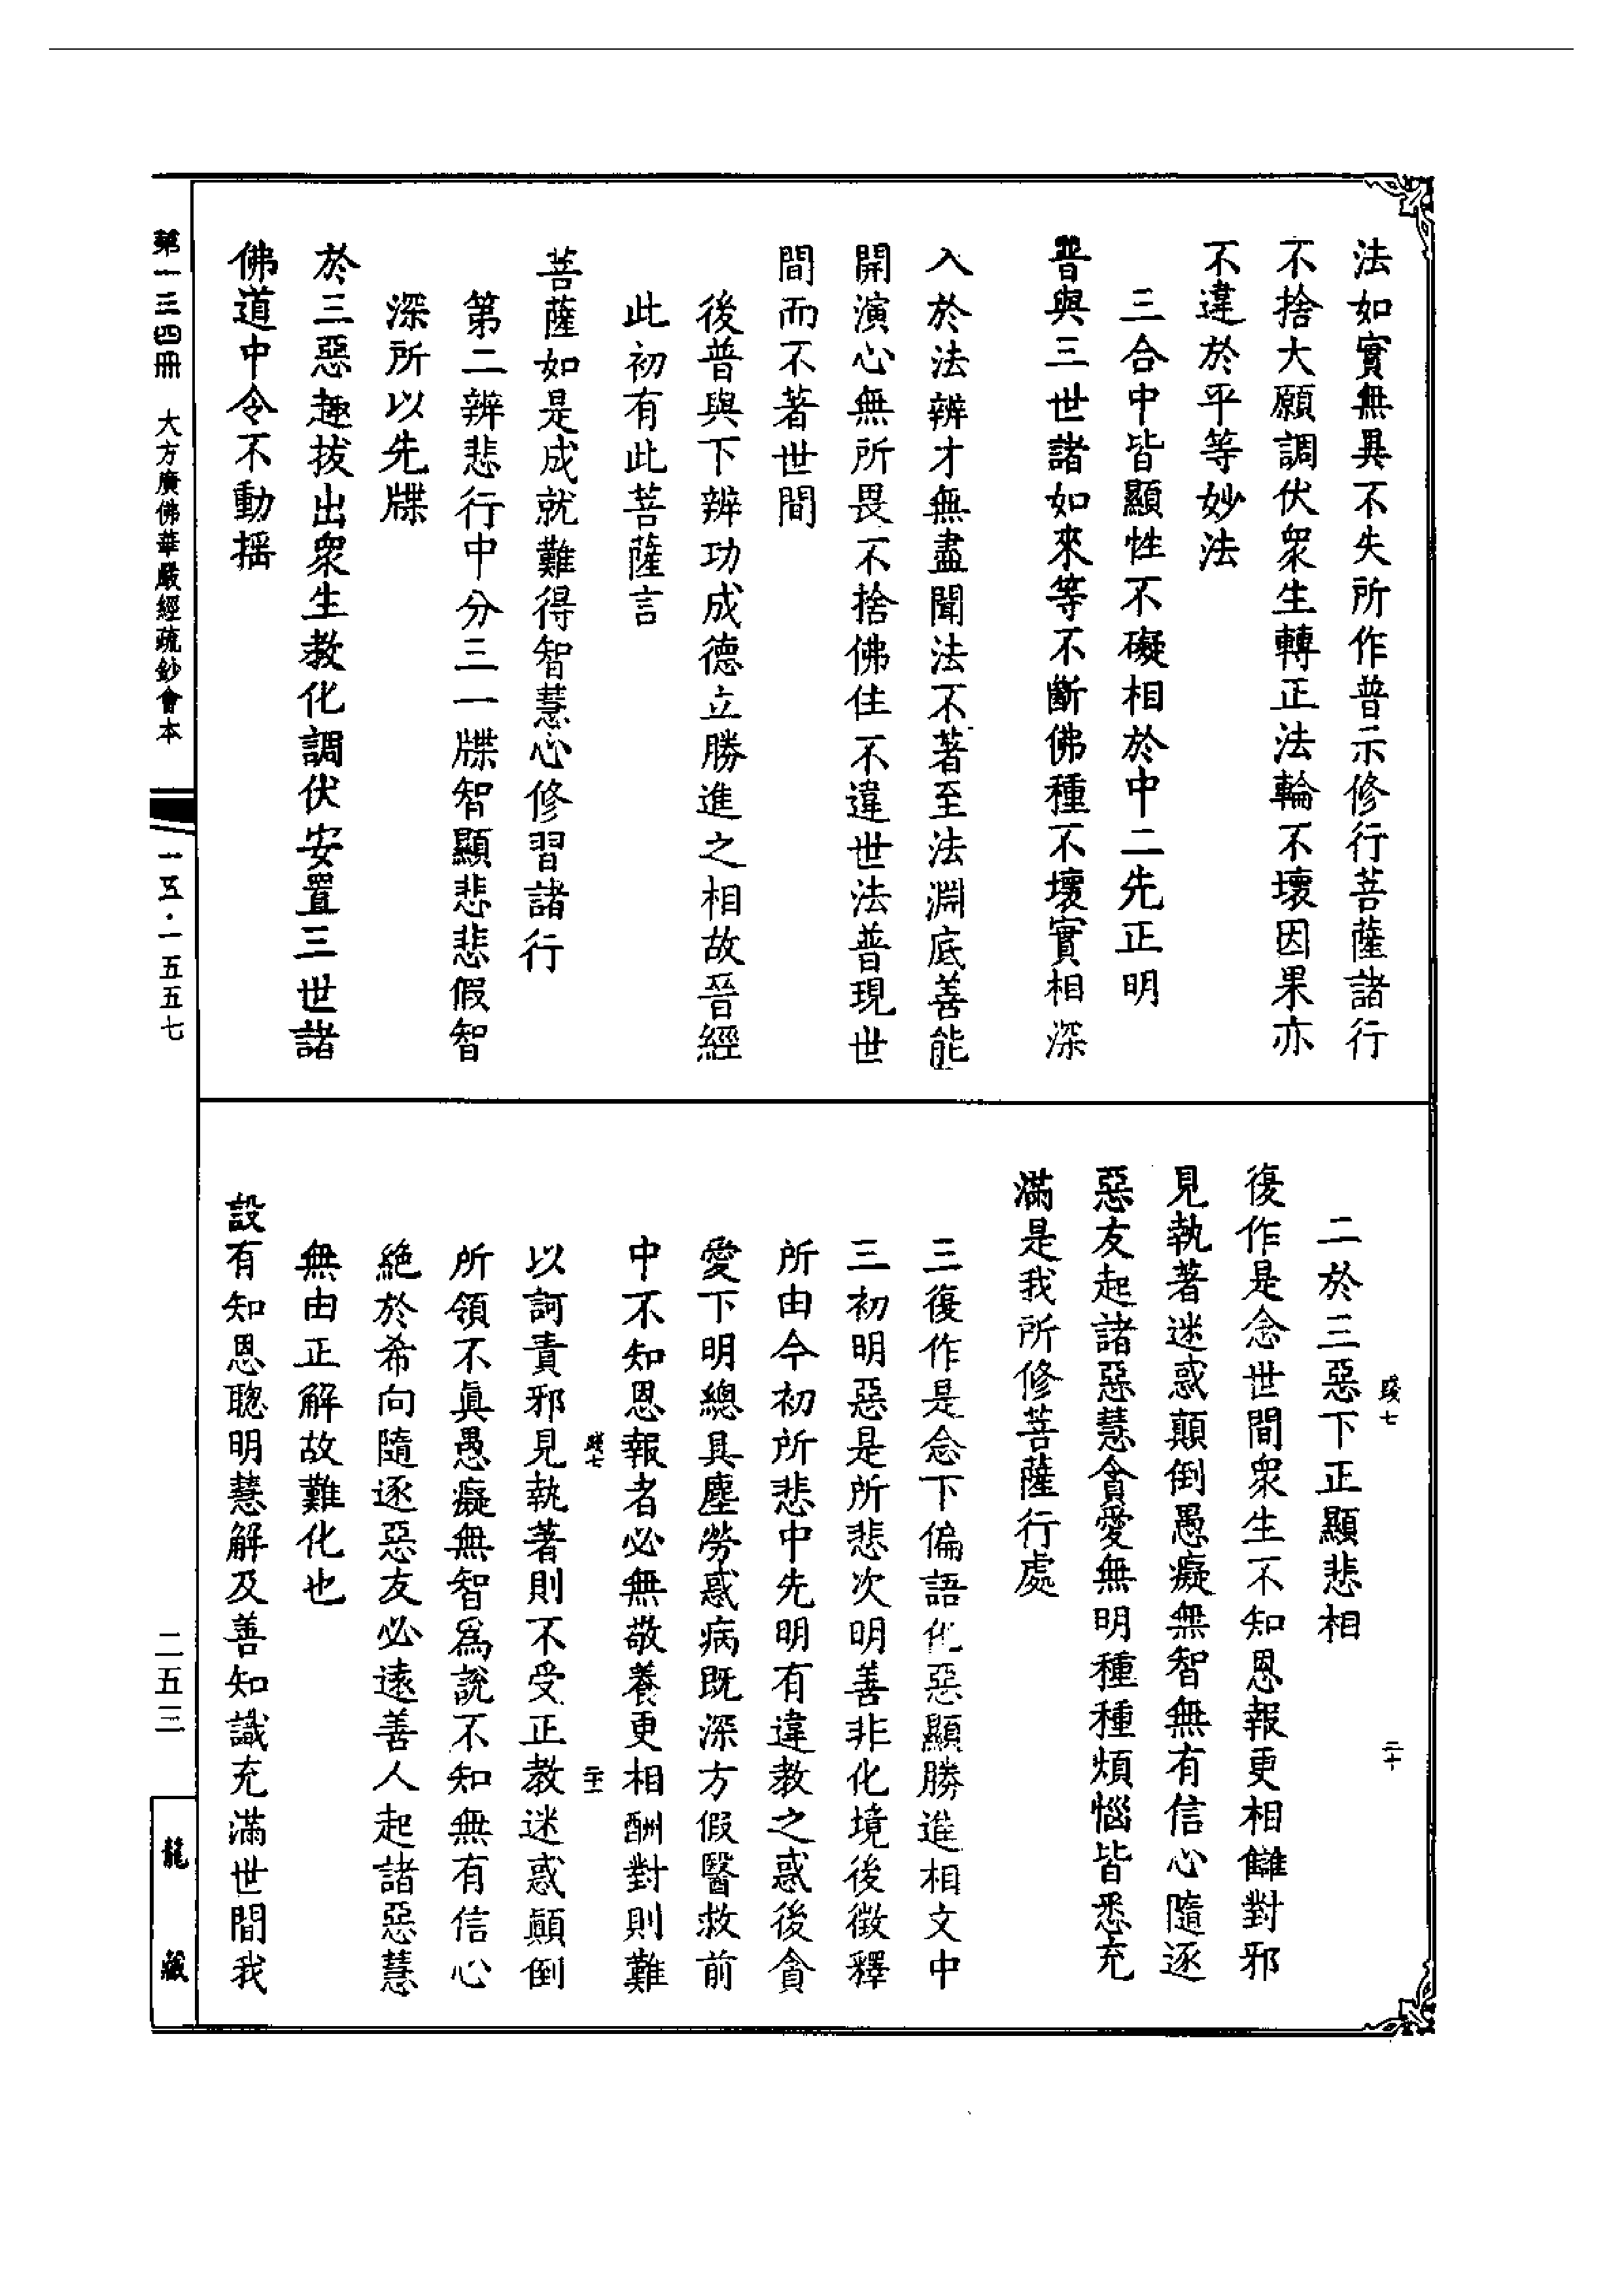 法如實無異不失所作普示修行菩薩諸行
不捨大願調伏衆生轉正法輪不壞因果亦
不違於平等妙法
三合中皆顯性不礙相於中二先正明
普與三世諸如來等不斷佛種不壞實相深
入於法辨才無盡聞法不著至法淵底善能
開演心無所畏不捨佛住不違世法普現世
間而不著世間
後普與下辨功成德立勝進之相故晉經
此初有此菩薩言
菩薩如是成就難得智慧心修習諸行
第二辨悲行中分三一牒智顯悲悲假智
深所以先牒
於三惡趣拔出衆生教化調伏安置三世諸
佛道中令不動搖
二於三惡下正顯悲相
復作是念世間衆生不知恩報更相讎對邪
見執著迷惑顛倒愚癡無智無有信心隨逐
惡友起諸惡慧貪愛無明種種煩惱皆悉充
滿是我所修菩薩行處
三復作是念下偏語化惡顯勝進相文中
三初明惡是所悲次明善非化境後徵釋
所由今初所悲中先明有違教之惑後貪
愛下明總具塵勞惑病既深方假醫救前
中不知恩報者必無敬養更相酬對則難
以訶責邪見執著則不受正教迷惑顛倒
所領不眞愚癡無智爲說不知無有信心
絶於希向隨逐惡友必遠善人起諸惡慧
無由正解故難化也
設有知恩聰明慧解及善知識充滿世間我
第一三四冊 大方廣佛華嚴經疏鈔會本
一五·一五五七
二五三
龍藏